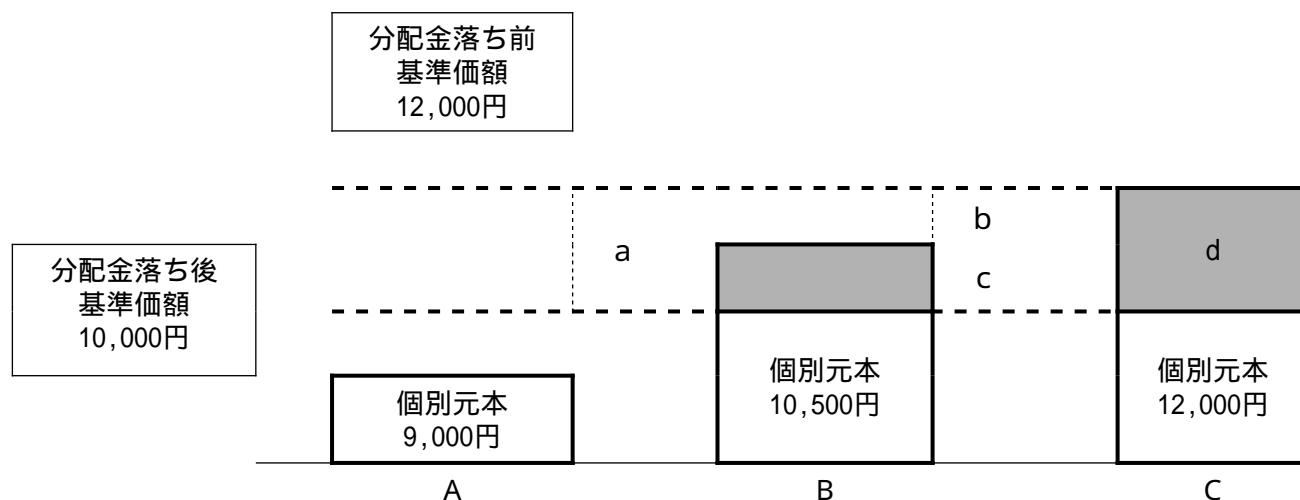 分配金落ち前
基準価額
12,000円
分配金落ち後
基準価額
10,000円
a
b
c
d
個別元本
9,000円
個別元本
10,500円
個別元本
12,000円
A
B
C